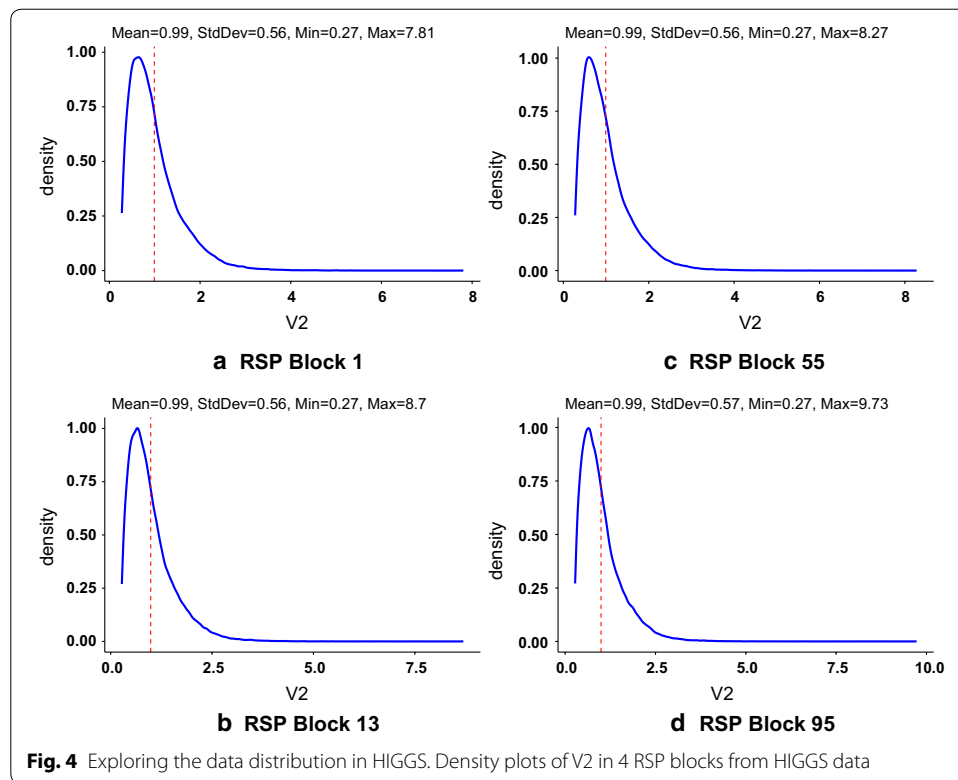 Mean=0.99, StdDev=0.56, Min=0.27, Max=7.81
1.00
0.75
0.50
0.25
0.00
density
0 2 4 6 8
V2
a RSP Block 1
Mean=0.99, StdDev=0.56, Min=0.27, Max=8.27
1.00
0.75
0.50
0.25
0.00
density
0 2 4 6 8
V2
c RSP Block 55
Mean=0.99, StdDev=0.56, Min=0.27, Max=8.7
1.00
0.75
0.50
0.25
0.00
density
0.0 2.5 5.0 7.5
V2
b RSP Block 13
Mean=0.99, StdDev=0.57, Min=0.27, Max=9.73
1.00
0.75
0.50
0.25
0.00
density
0.0 2.5 5.0 7.5 10.0
V2
d RSP Block 95
Fig. 4 Exploring the data distribution in HIGGS. Density plots of V2 in 4 RSP blocks from HIGGS data